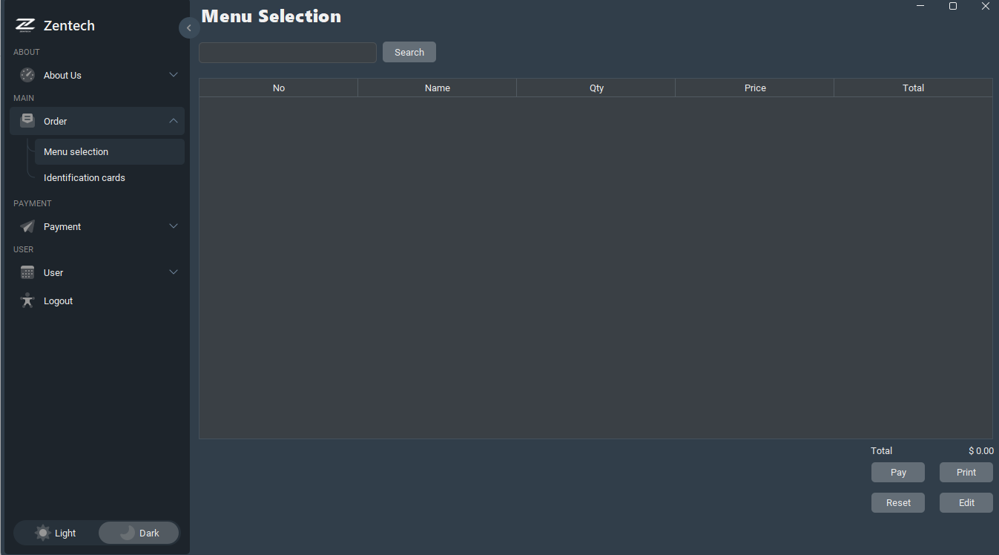 Zentech
ABOUT
About Us
MAIN
Order
Menu selection
Identification cards
PAYMENT
Payment
USER
User
Logout
Light Dark
Menu Selection
Search
No Name Qty Price Total
Total $ 0.00
Pay Print
Reset Edit